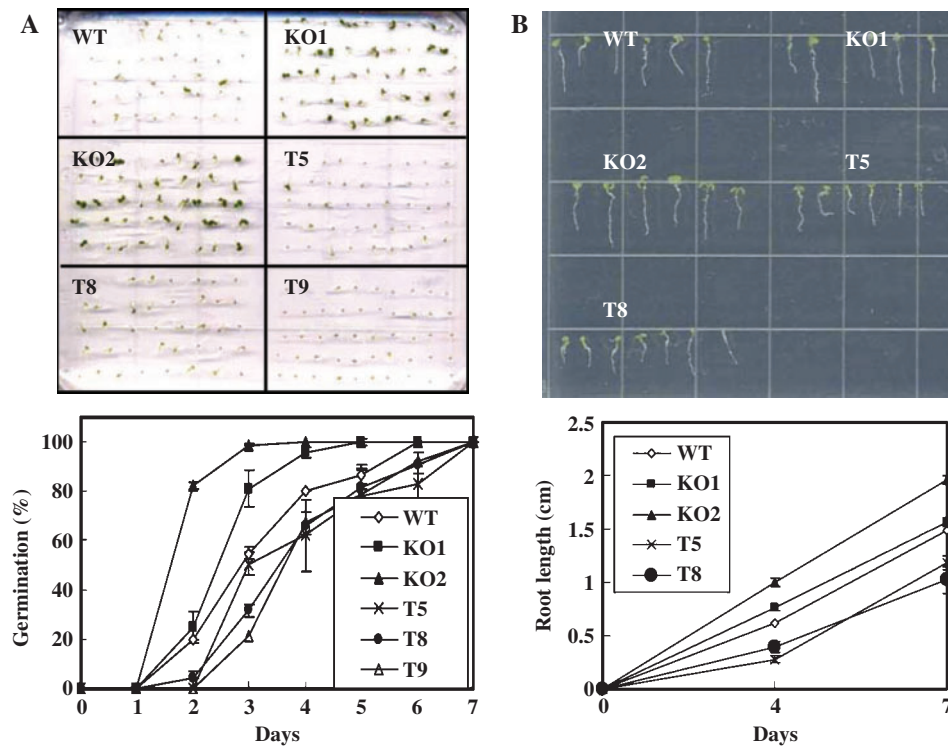 A
WT
KO1
KO2
T5
T8
T9
B
WT
KO1
KO2
T5
T8
Germination (%)
100
80
60
40
20
0
0 1 2 3 4 5 6 7
Days
WT
KO1
KO2
T5
T8
T9
Root length (cm)
2.5
2
1.5
1
0.5
0
0 4 7
Days
WT
KO1
KO2
T5
T8